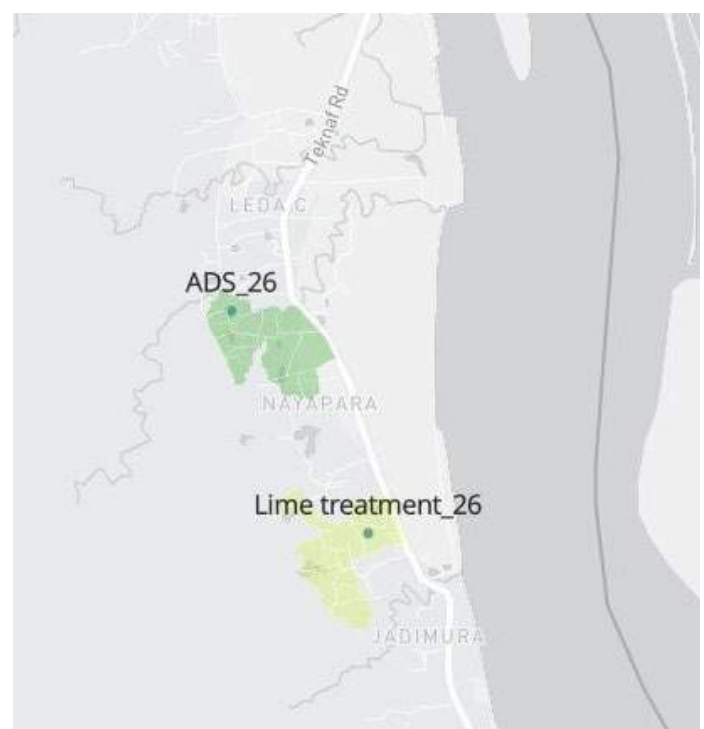 Teknaf Rd
LEDA C
ADS_26
NAYAPARA
Lime treatment_26
JADIMURA